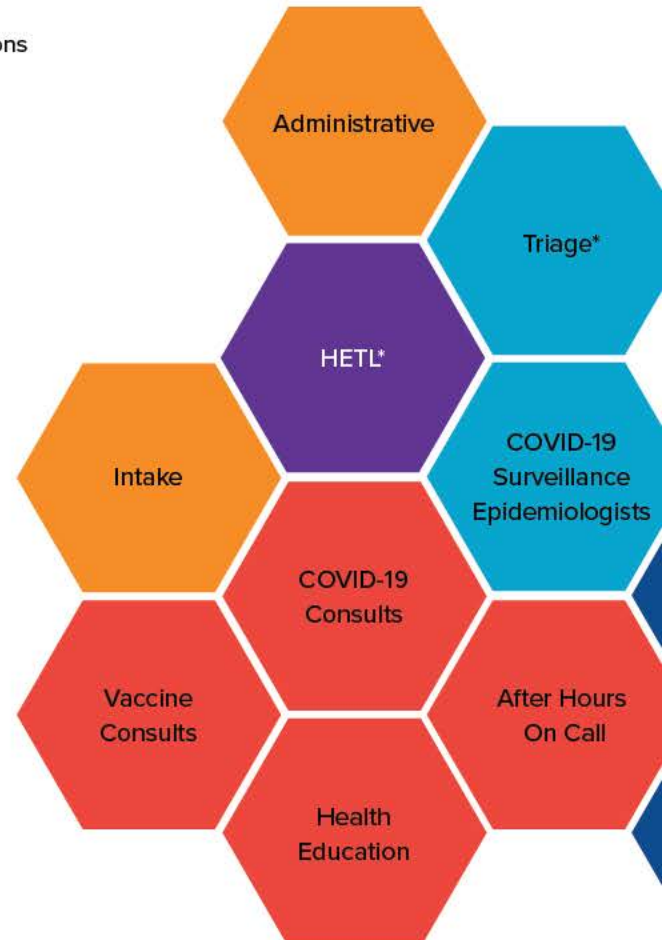 ons
Administrative
Triage*
HETL*
COVID-19
Surveillance
Epidemiologists
Intake
COVID-19
Consults
Vaccine
Consults
After Hours
On Call
Health
Education